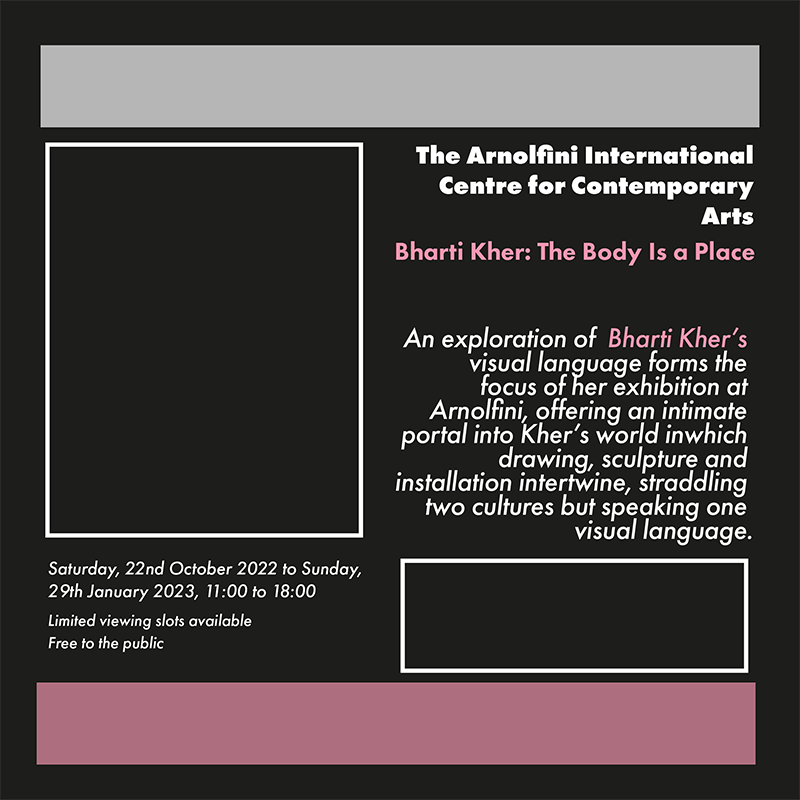 The Arnolfini International
Centre for Contemporary
Arts
Bharti Kher: The Body Is a Place
An exploration of Bharti Kher's
visual language forms the
focus of her exhibition at
Arnolfini, offering an intimate
portal into Kher's world inwhich
drawing, sculpture and
installation intertwine, straddling
two cultures but speaking one
visual language.
Saturday, 22nd October 2022 to Sunday,
29th January 2023, 11:00 to 18:00
Limited viewing slots available
Free to the public